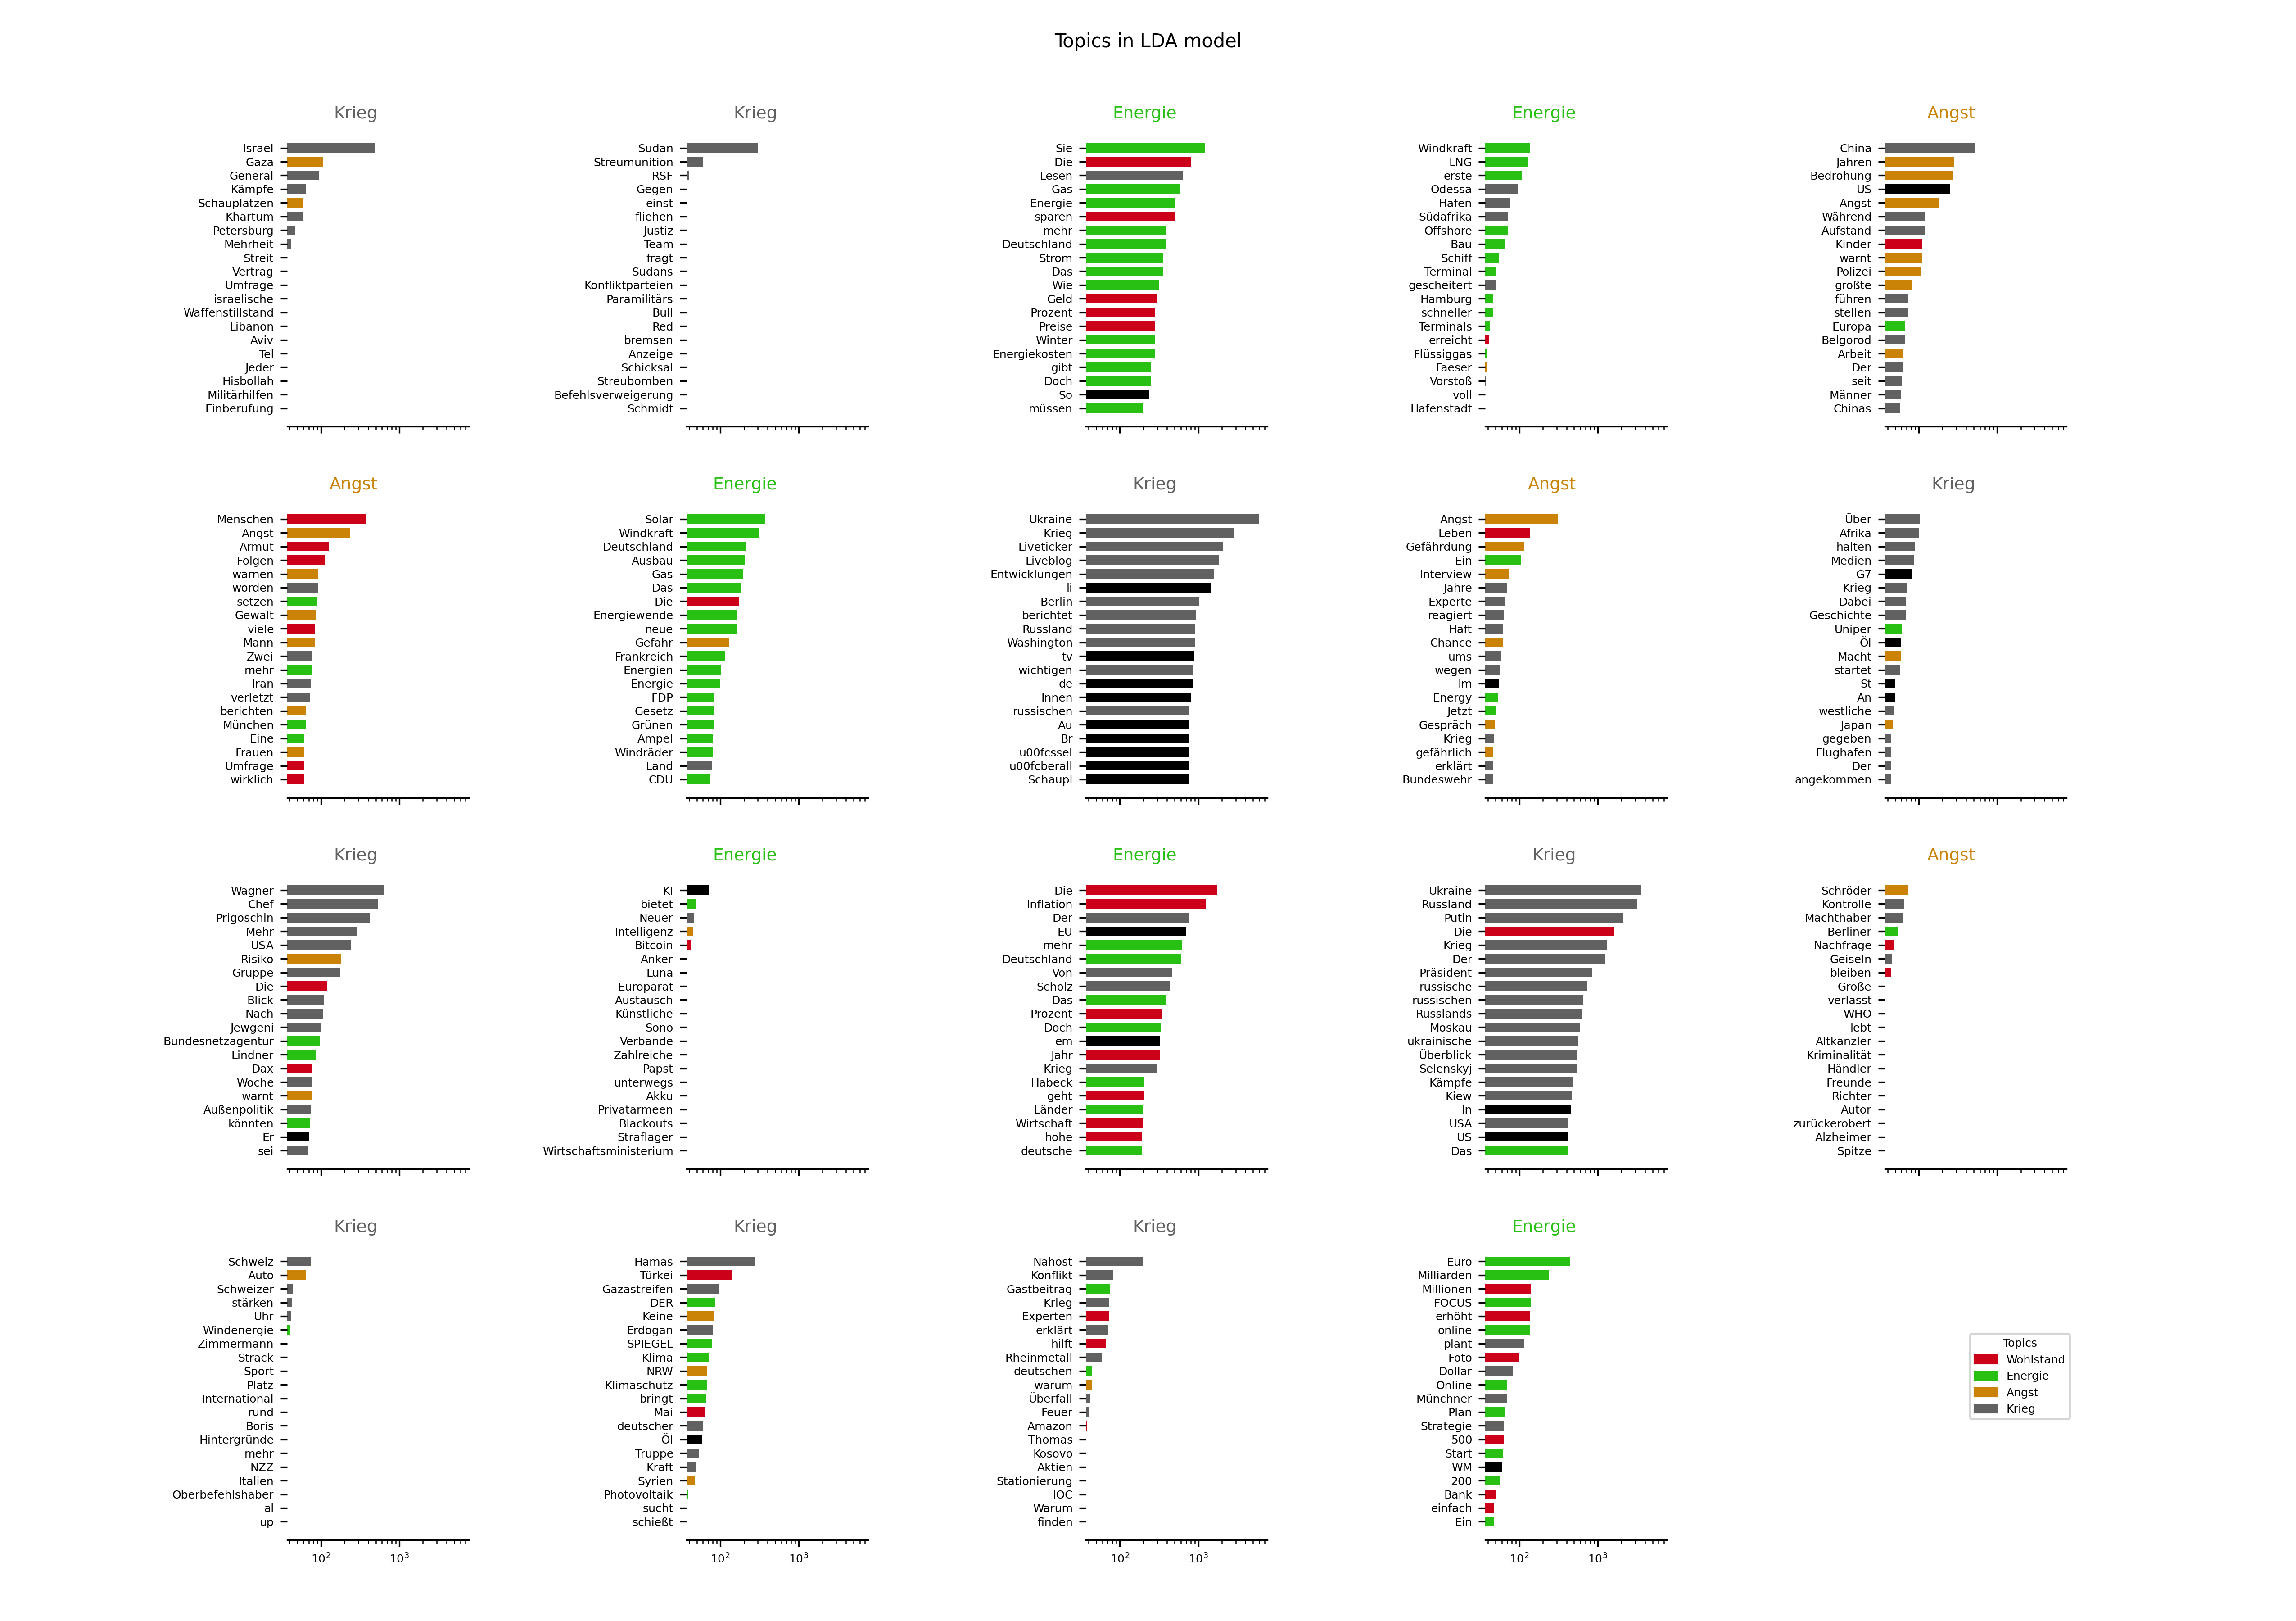 Topics in LDA model
Krieg
Israel
Gaza
General
Kämpfe
Schauplätzen
Khartum
Petersburg
Mehrheit
Streit
Vertrag
Umfrage
israelische
Waffenstillstand
Libanon
Aviv
Tel
Jeder
Hisbollah
Militärhilfen
Einberufung
Krieg
Sudan
Streumunition
RSF
Gegen
einst
fliehen
Justiz
Team
fragt
Sudans
Konfliktparteien
Paramilitärs
Bull
Red
bremsen
Anzeige
Schicksal
Streubomben
Befehlsverweigerung
Schmidt
Energie
Sie
Die
Lesen
Gas
Energie
sparen
mehr
Deutschland
Strom
Das
Wie
Geld
Prozent
Preise
Winter
Energiekosten
gibt
Doch
So
müssen
Energie
Windkraft
LNG
erste
Odessa
Hafen
Südafrika
Offshore
Bau
Schiff
Terminal
gescheitert
Hamburg
schneller
Terminals
erreicht
Flüssiggas
Faeser
Vorstoß
voll
Hafenstadt
Angst
China
Jahren
Bedrohung
US
Angst
Während
Aufstand
Kinder
warnt
Polizei
größte
führen
stellen
Europa
Belgorod
Arbeit
Der
seit
Männer
Chinas
Angst
Menschen
Angst
Armut
Folgen
warnen
worden
setzen
Gewalt
viele
Mann
Zwei
mehr
Iran
verletzt
berichten
München
Eine
Frauen
Umfrage
wirklich
Energie
Solar
Windkraft
Deutschland
Ausbau
Gas
Das
Die
Energiewende
neue
Gefahr
Frankreich
Energien
Energie
FDP
Gesetz
Grünen
Ampel
Windräder
Land
CDU
Krieg
Ukraine
Krieg
Liveticker
Liveblog
Entwicklungen
li
Berlin
berichtet
Russland
Washington
tv
wichtigen
de
Innen
russischen
Au
Br
u00fcssel
u00fcberall
Schaupl
Angst
Angst
Leben
Gefährdung
Ein
Interview
Jahre
Experte
reagiert
Haft
Chance
ums
wegen
Im
Energy
Jetzt
Gespräch
Krieg
gefährlich
erklärt
Bundeswehr
Krieg
Über
Afrika
halten
Medien
G7
Krieg
Dabei
Geschichte
Uniper
Öl
Macht
startet
St
An
westliche
Japan
gegeben
Flughafen
Der
angekommen
Krieg
Wagner
Chef
Prigoschin
Mehr
USA
Risiko
Gruppe
Die
Blick
Nach
Jewgeni
Bundesnetzagentur
Lindner
Dax
Woche
warnt
Außenpolitik
könnten
Er
sei
Energie
KI
bietet
Neuer
Intelligenz
Bitcoin
Anker
Luna
Europarat
Austausch
Künstliche
Sono
Verbände
Zahlreiche
Papst
unterwegs
Akku
Privatarmeen
Blackouts
Straflager
Wirtschaftsministerium
Energie
Die
Inflation
Der
EU
mehr
Deutschland
Von
Scholz
Das
Prozent
Doch
em
Jahr
Krieg
Habeck
geht
Länder
Wirtschaft
hohe
deutsche
Krieg
Ukraine
Russland
Putin
Die
Krieg
Der
Präsident
russische
russischen
Russlands
Moskau
ukrainische
Überblick
Selenskyj
Kämpfe
Kiew
In
USA
US
Das
Angst
Schröder
Kontrolle
Machthaber
Berliner
Nachfrage
Geiseln
bleiben
Große
verlässt
WHO
lebt
Altkanzler
Kriminalität
Händler
Freunde
Richter
Autor
zurückerobert
Alzheimer
Spitze
Krieg
Schweiz
Auto
Schweizer
stärken
Uhr
Windenergie
Zimmermann
Strack
Sport
Platz
International
rund
Boris
Hintergründe
mehr
NZZ
Italien
Oberbefehlshaber
al
up
10² 10³
Krieg
Hamas
Türkei
Gazastreifen
DER
Keine
Erdogan
SPIEGEL
Klima
NRW
Klimaschutz
bringt
Mai
deutscher
Öl
Truppe
Kraft
Syrien
Photovoltaik
sucht
schießt
10² 10³
Krieg
Nahost
Konflikt
Gastbeitrag
Krieg
Experten
erklärt
hilft
Rheinmetall
deutschen
warum
Überfall
Feuer
Amazon
Thomas
Kosovo
Aktien
Stationierung
IOC
Warum
finden
10² 10³
Energie
Euro
Milliarden
Millionen
FOCUS
erhöht
online
plant
Foto
Dollar
Online
Münchner
Plan
Strategie
500
Start
WM
200
Bank
einfach
Ein
10² 10³
Topics
Wohlstand
Energie
Angst
Krieg